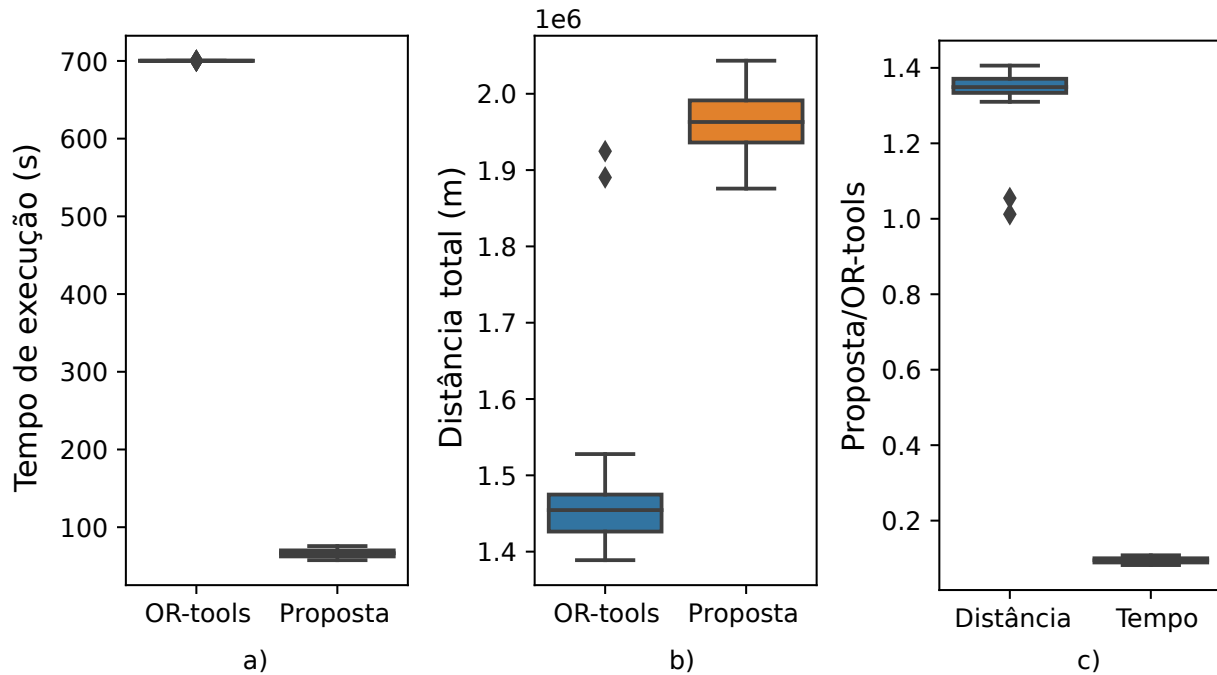 Tempo de execução (s)
700
600
500
400
300
200
100
OR-tools Proposta
a)
1e6
Distância total (m)
2.0
1.9
1.8
1.7
1.6
1.5
1.4
OR-tools Proposta
b)
Proposta/OR-tools
1.4
1.2
1.0
0.8
0.6
0.4
0.2
Distância Tempo
c)